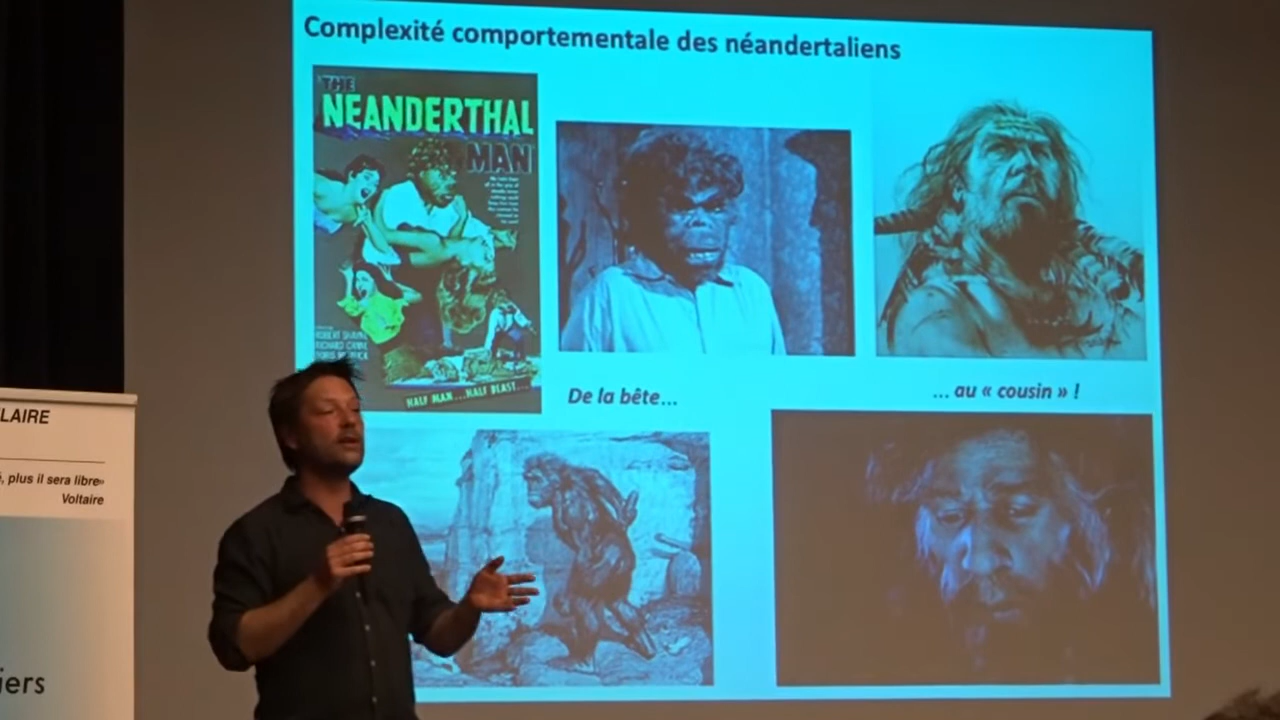 Complexité comportementale des néandertaliens
THE
NEANDERTHAL
MAN
HALF MAN...HALF BEAST...
De la bête...
... au « cousin » !
LAIRE
, plus il sera libre»
Voltaire
iers